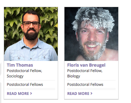 Tim Thomas
Postdoctoral Fellow,
Sociology
Postdoctoral Fellows
READ MORE >
Floris van Breugel
Postdoctoral Fellow,
Biology
Postdoctoral Fellows
READ MORE >